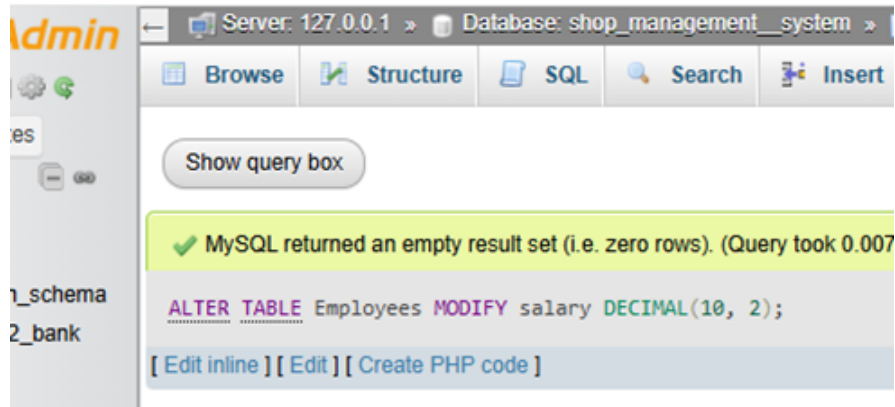 Admin
Server: 127.0.0.1 » Database: shop_management__system »
Browse Structure SQL Search Insert
Show query box
MySQL returned an empty result set (i.e. zero rows). (Query took 0.007
ALTER TABLE Employees MODIFY salary DECIMAL(10, 2);
2_bank
[ Edit inline ] [ Edit ] [ Create PHP code ]